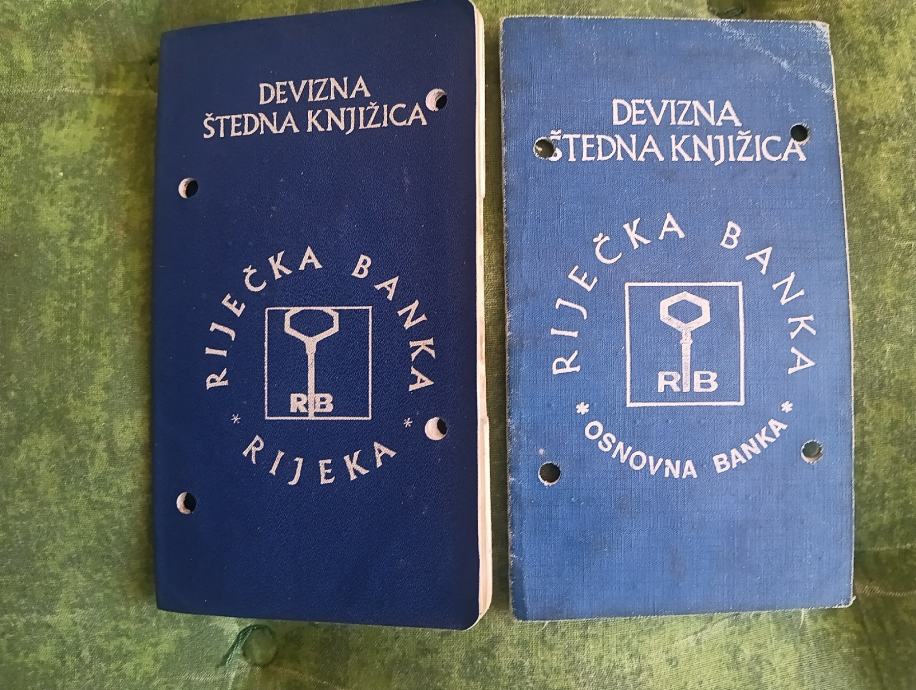 DEVIZNA
ŠTEDNA KNJIŽICA
RIJEČKA BANKA
RB
* RIJEKA *
DEVIZNA
ŠTEDNA KNJIŽICA
RIJEČKA BANKA
RB
* OSNOVNA BANKA *